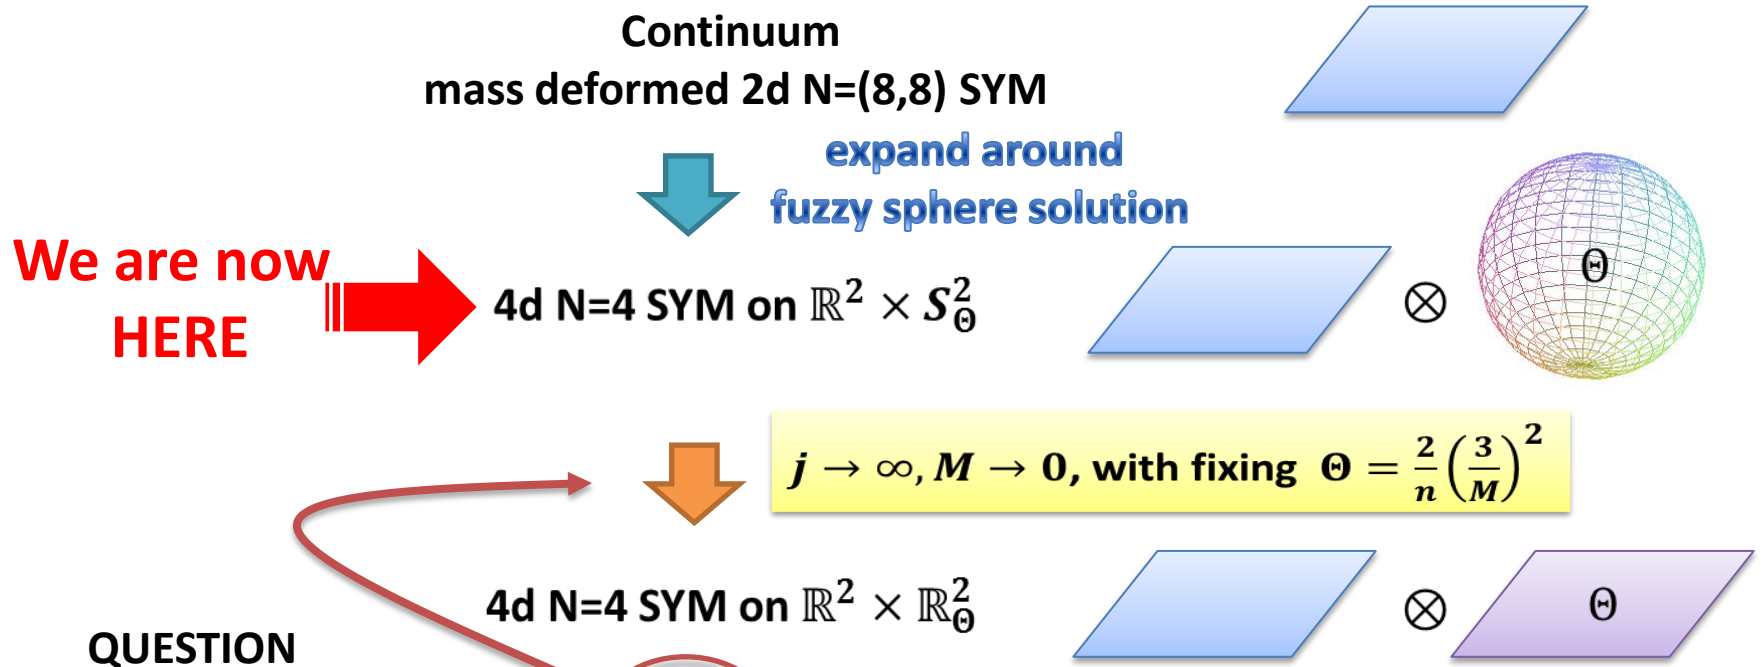 Continuum
mass deformed 2d N=(8,8) SYM
expand around
fuzzy sphere solution
We are now
HERE
4d N=4 SYM on ℝ² × S²_Θ
⊗
Θ
j → ∞, M → 0, with fixing Θ = 2/n (3/M)²
4d N=4 SYM on ℝ² × ℝ²_Θ
⊗
Θ
QUESTION